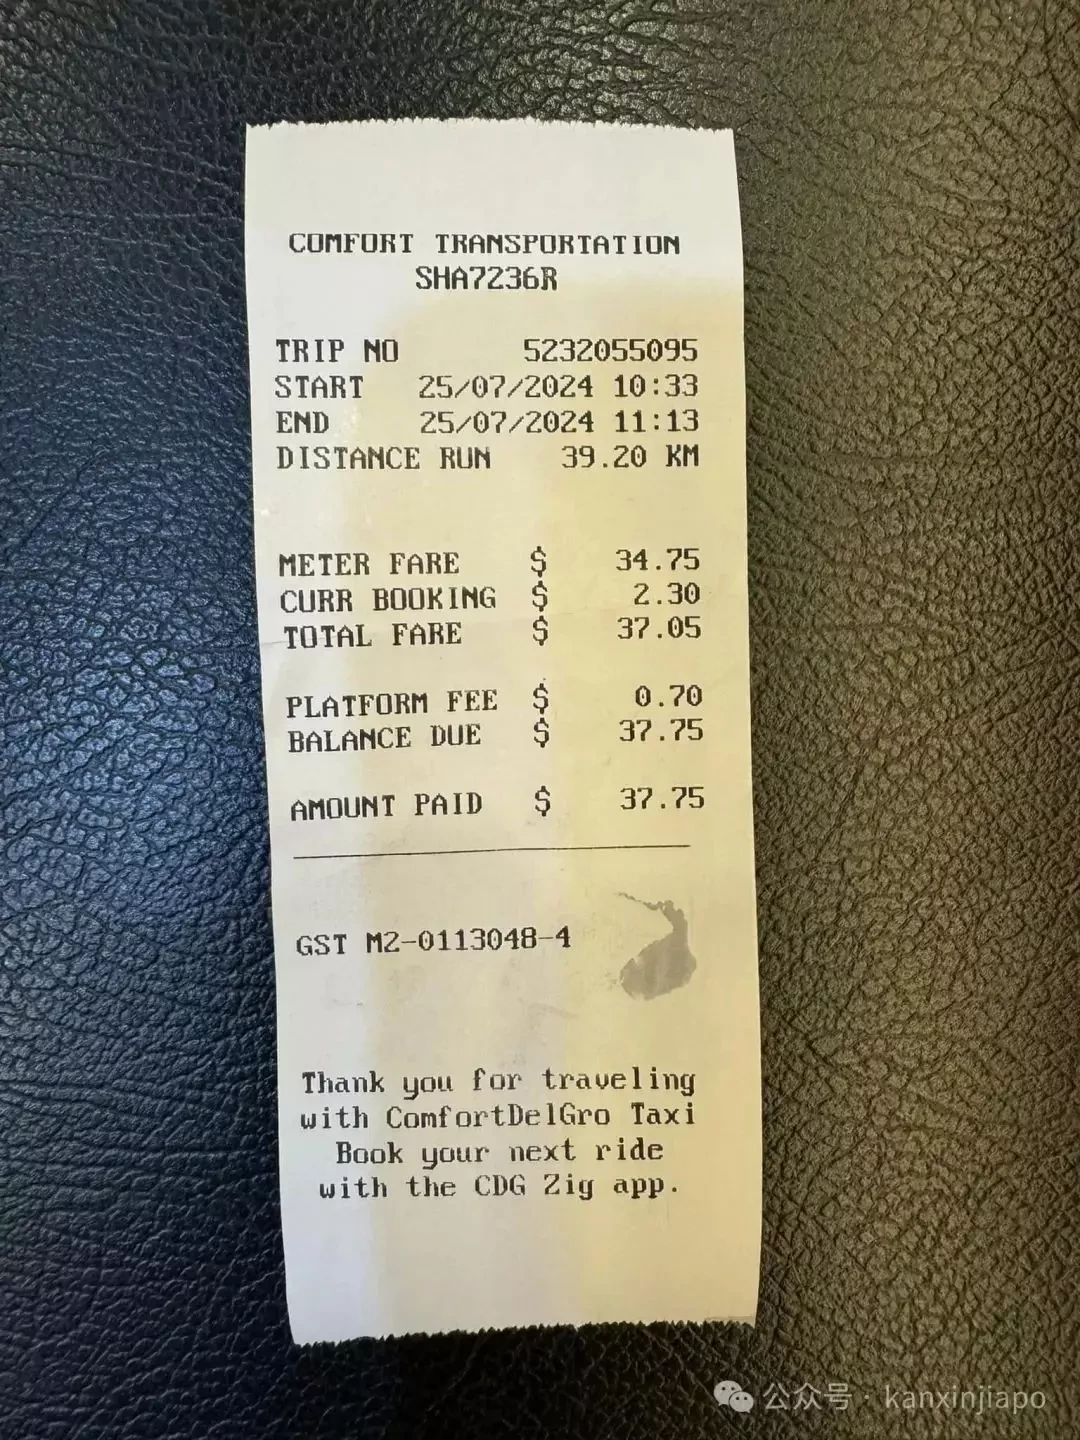 COMFORT TRANSPORTATION
SHA7236R
TRIP NO 5232055095
START 25/07/2024 10:33
END 25/07/2024 11:13
DISTANCE RUN 39.20 KM
METER FARE $ 34.75
CURR BOOKING $ 2.30
TOTAL FARE $ 37.05
PLATFORM FEE $ 0.70
BALANCE DUE $ 37.75
AMOUNT PAID $ 37.75
GST M2-0113048-4
Thank you for traveling
with ComfortDelGro Taxi
Book your next ride
with the CDG Zig app.
公众号 · kanxinjiapo